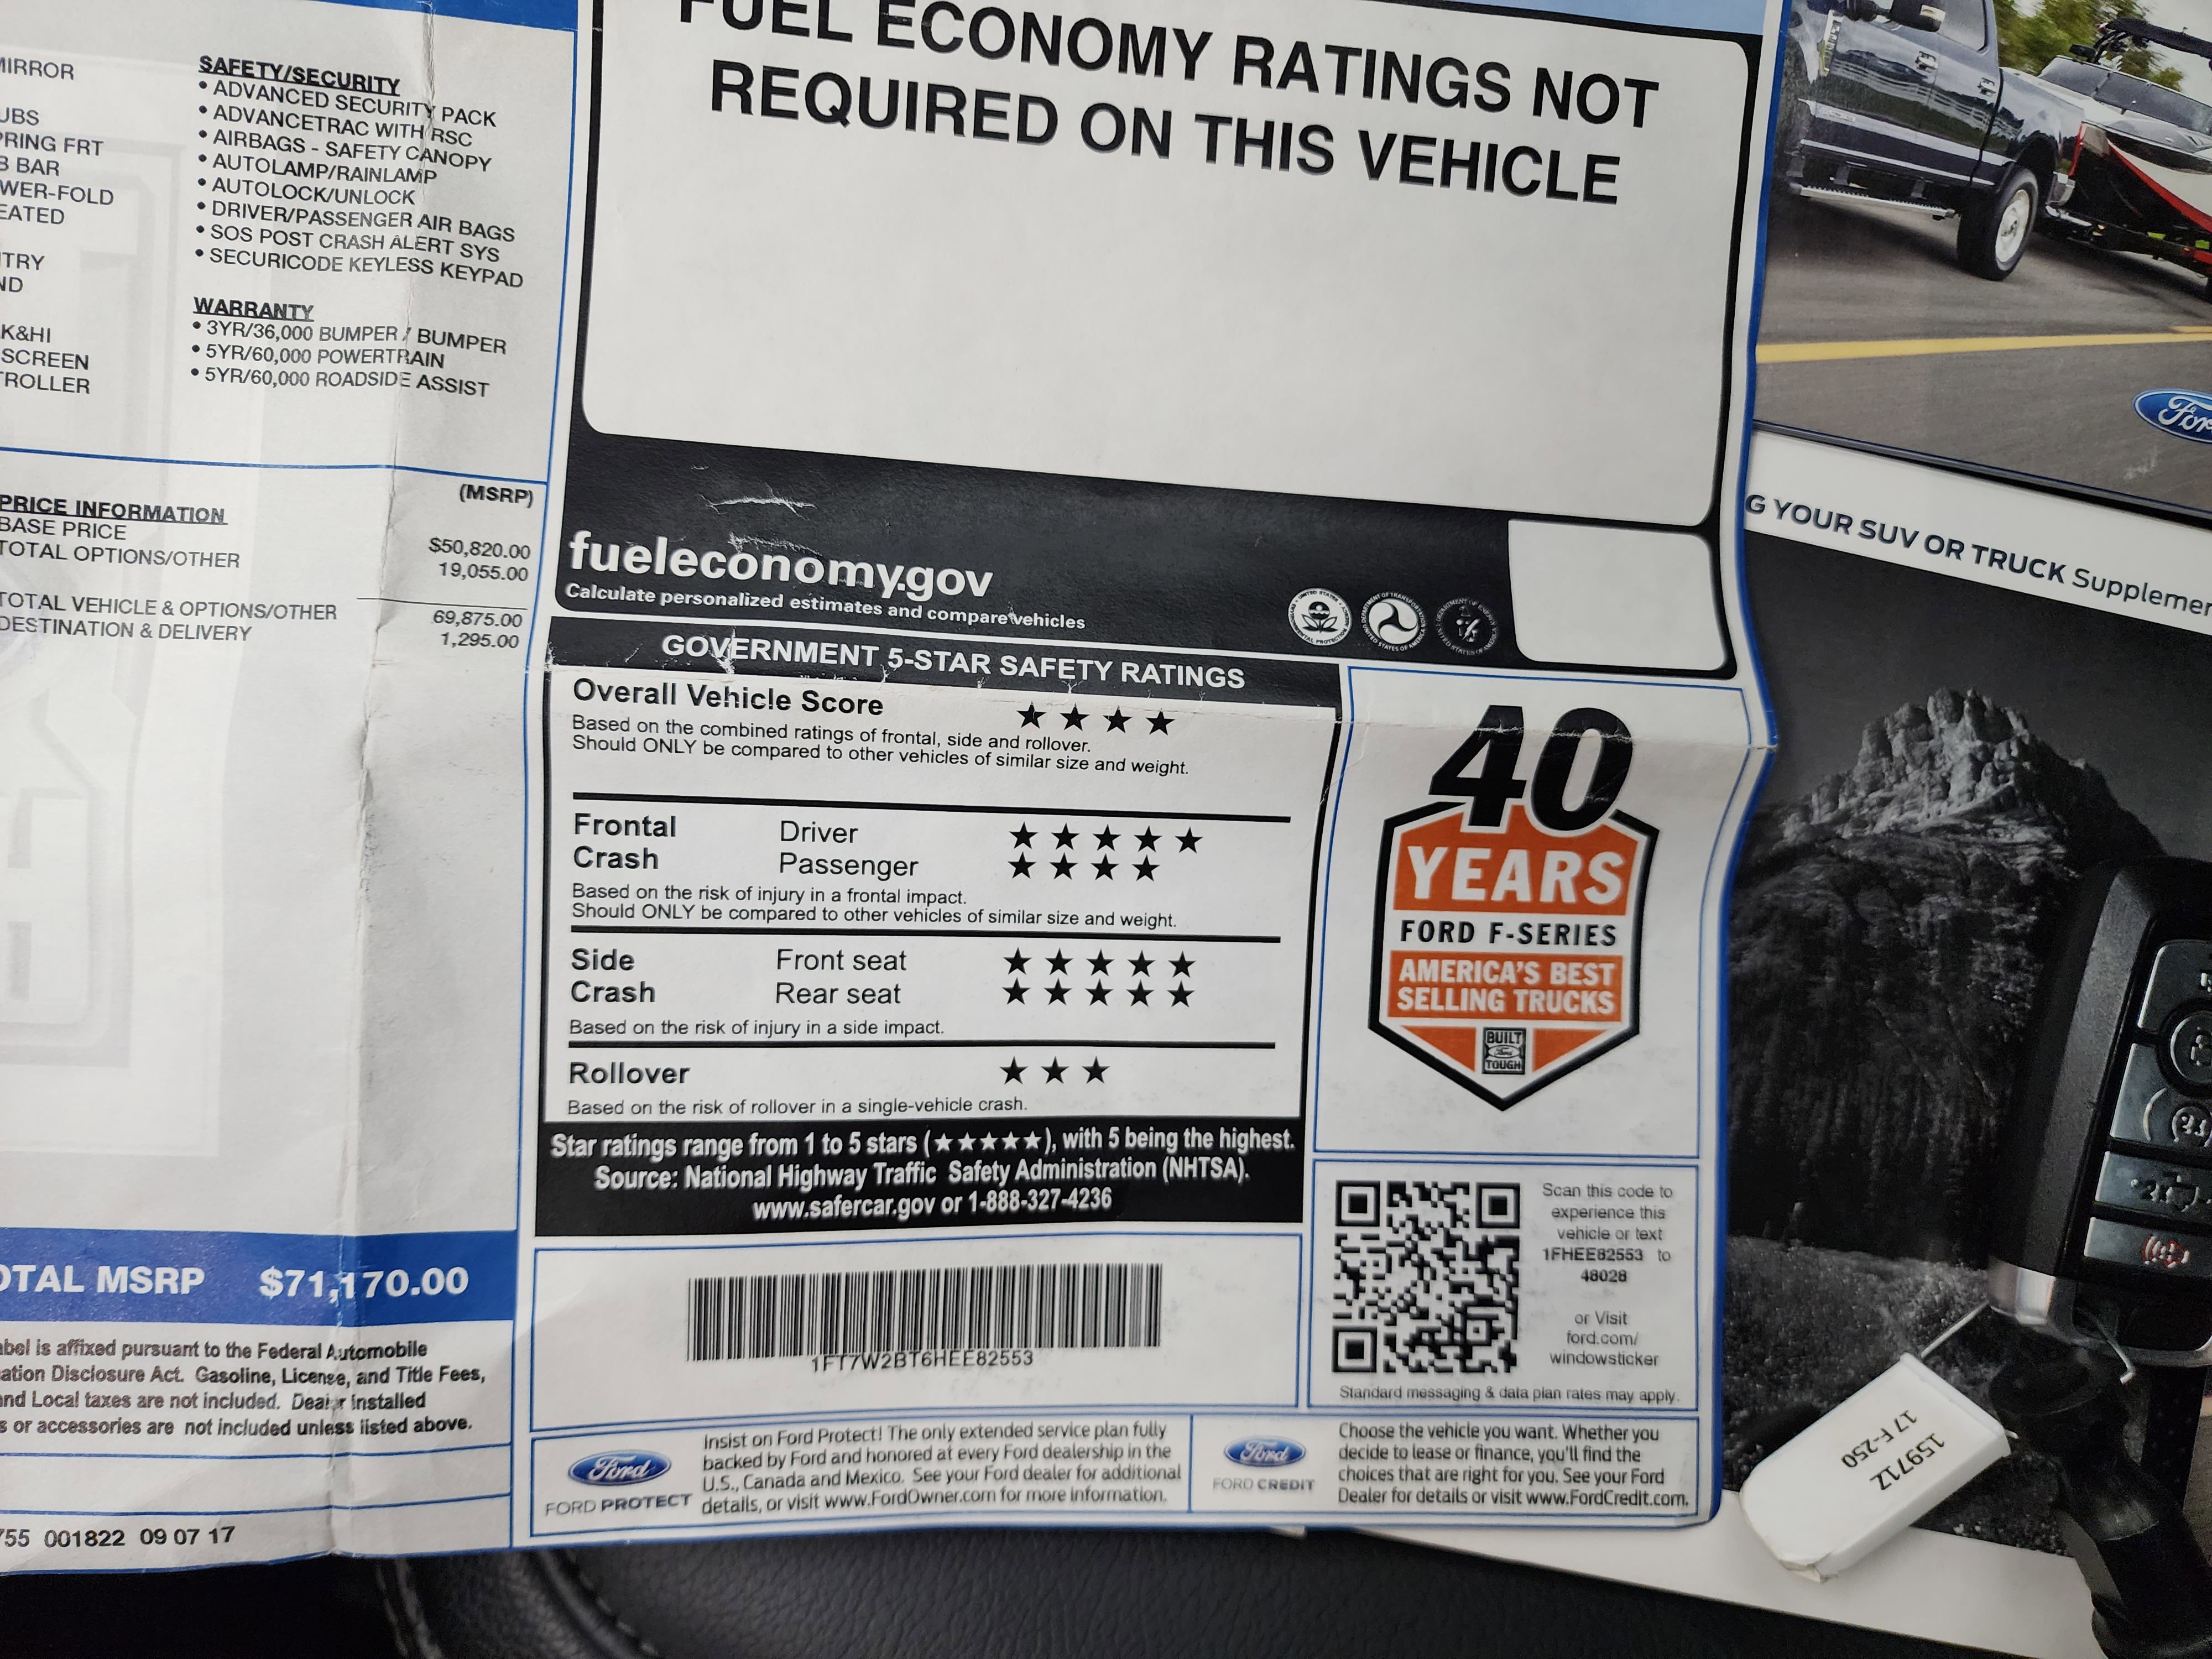 MIRROR
UBS
PRING FRT
B BAR
WER-FOLD
EATED
TRY
ND
K&HI
SCREEN
TROLLER
SAFETY/SECURITY
• ADVANCED SECURITY PACK
• ADVANCETRAC WITH RSC
• AIRBAGS - SAFETY CANOPY
• AUTOLAMP/RAINLAMP
• AUTOLOCK/UNLOCK
• DRIVER/PASSENGER AIR BAGS
• SOS POST CRASH ALERT SYS
• SECURICODE KEYLESS KEYPAD
WARRANTY
• 3YR/36,000 BUMPER / BUMPER
• 5YR/60,000 POWERTRAIN
• 5YR/60,000 ROADSIDE ASSIST
PRICE INFORMATION (MSRP)
BASE PRICE $50,820.00
TOTAL OPTIONS/OTHER 19,055.00
TOTAL VEHICLE & OPTIONS/OTHER 69,875.00
DESTINATION & DELIVERY 1,295.00
OTAL MSRP $71,170.00
abel is affixed pursuant to the Federal Automobile
ation Disclosure Act. Gasoline, License, and Title Fees,
and Local taxes are not included. Dealer installed
s or accessories are not included unless listed above.
755 001822 09 07 17
FUEL ECONOMY RATINGS NOT
REQUIRED ON THIS VEHICLE
fueleconomy.gov
Calculate personalized estimates and compare vehicles
GOVERNMENT 5-STAR SAFETY RATINGS
Overall Vehicle Score ★ ★ ★ ★
Based on the combined ratings of frontal, side and rollover.
Should ONLY be compared to other vehicles of similar size and weight.
Frontal Driver ★ ★ ★ ★ ★
Crash Passenger ★ ★ ★ ★
Based on the risk of injury in a frontal impact.
Should ONLY be compared to other vehicles of similar size and weight.
Side Front seat ★ ★ ★ ★ ★
Crash Rear seat ★ ★ ★ ★ ★
Based on the risk of injury in a side impact.
Rollover ★ ★ ★
Based on the risk of rollover in a single-vehicle crash.
Star ratings range from 1 to 5 stars (★★★★★), with 5 being the highest.
Source: National Highway Traffic Safety Administration (NHTSA).
www.safercar.gov or 1-888-327-4236
40
YEARS
FORD F-SERIES
AMERICA'S BEST
SELLING TRUCKS
BUILT
Ford
TOUGH
1FT7W2BT6HEE82553
Scan this code to
experience this
vehicle or text
1FHEE82553 to
48028
or Visit
ford.com/
windowsticker
Standard messaging & data plan rates may apply.
Ford
FORD PROTECT
Insist on Ford Protect! The only extended service plan fully
backed by Ford and honored at every Ford dealership in the
U.S., Canada and Mexico. See your Ford dealer for additional
details, or visit www.FordOwner.com for more information.
Ford
FORD CREDIT
Choose the vehicle you want. Whether you
decide to lease or finance, you'll find the
choices that are right for you. See your Ford
Dealer for details or visit www.FordCredit.com.
Ford
G YOUR SUV OR TRUCK Supplemen
15971Z
17 F-250